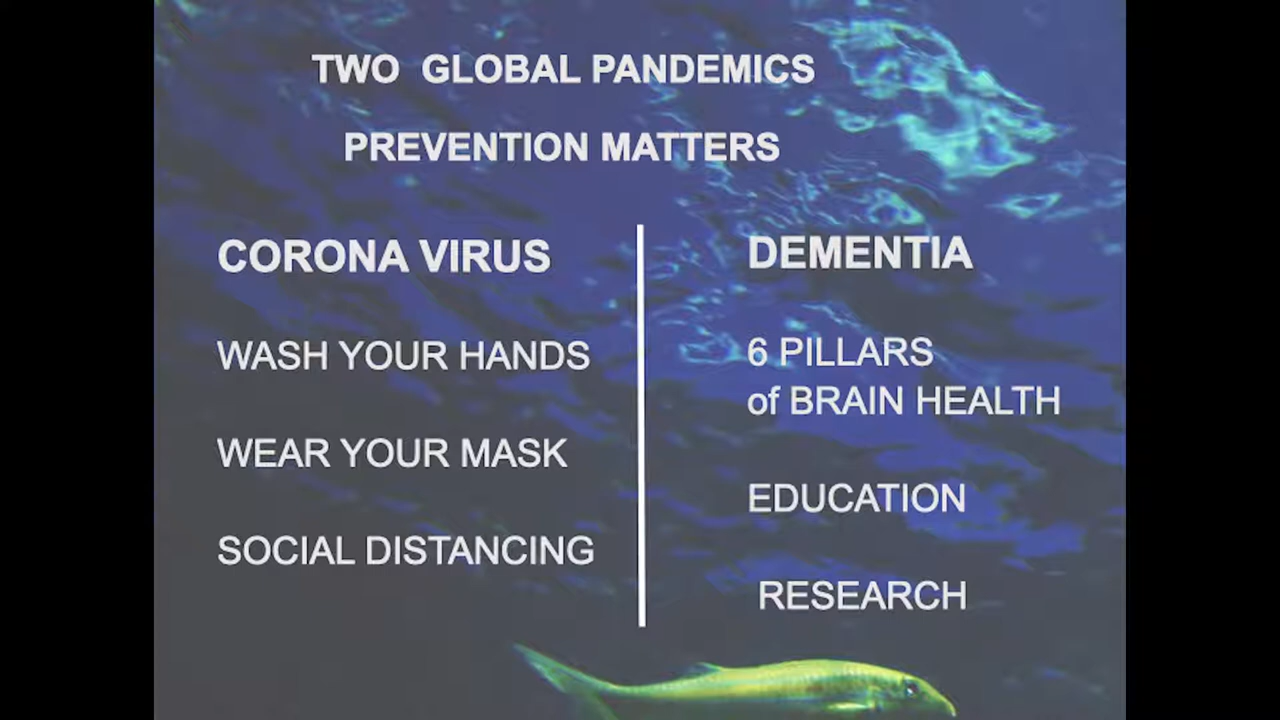 TWO GLOBAL PANDEMICS
PREVENTION MATTERS
CORONA VIRUS
WASH YOUR HANDS
WEAR YOUR MASK
SOCIAL DISTANCING
DEMENTIA
6 PILLARS
of BRAIN HEALTH
EDUCATION
RESEARCH